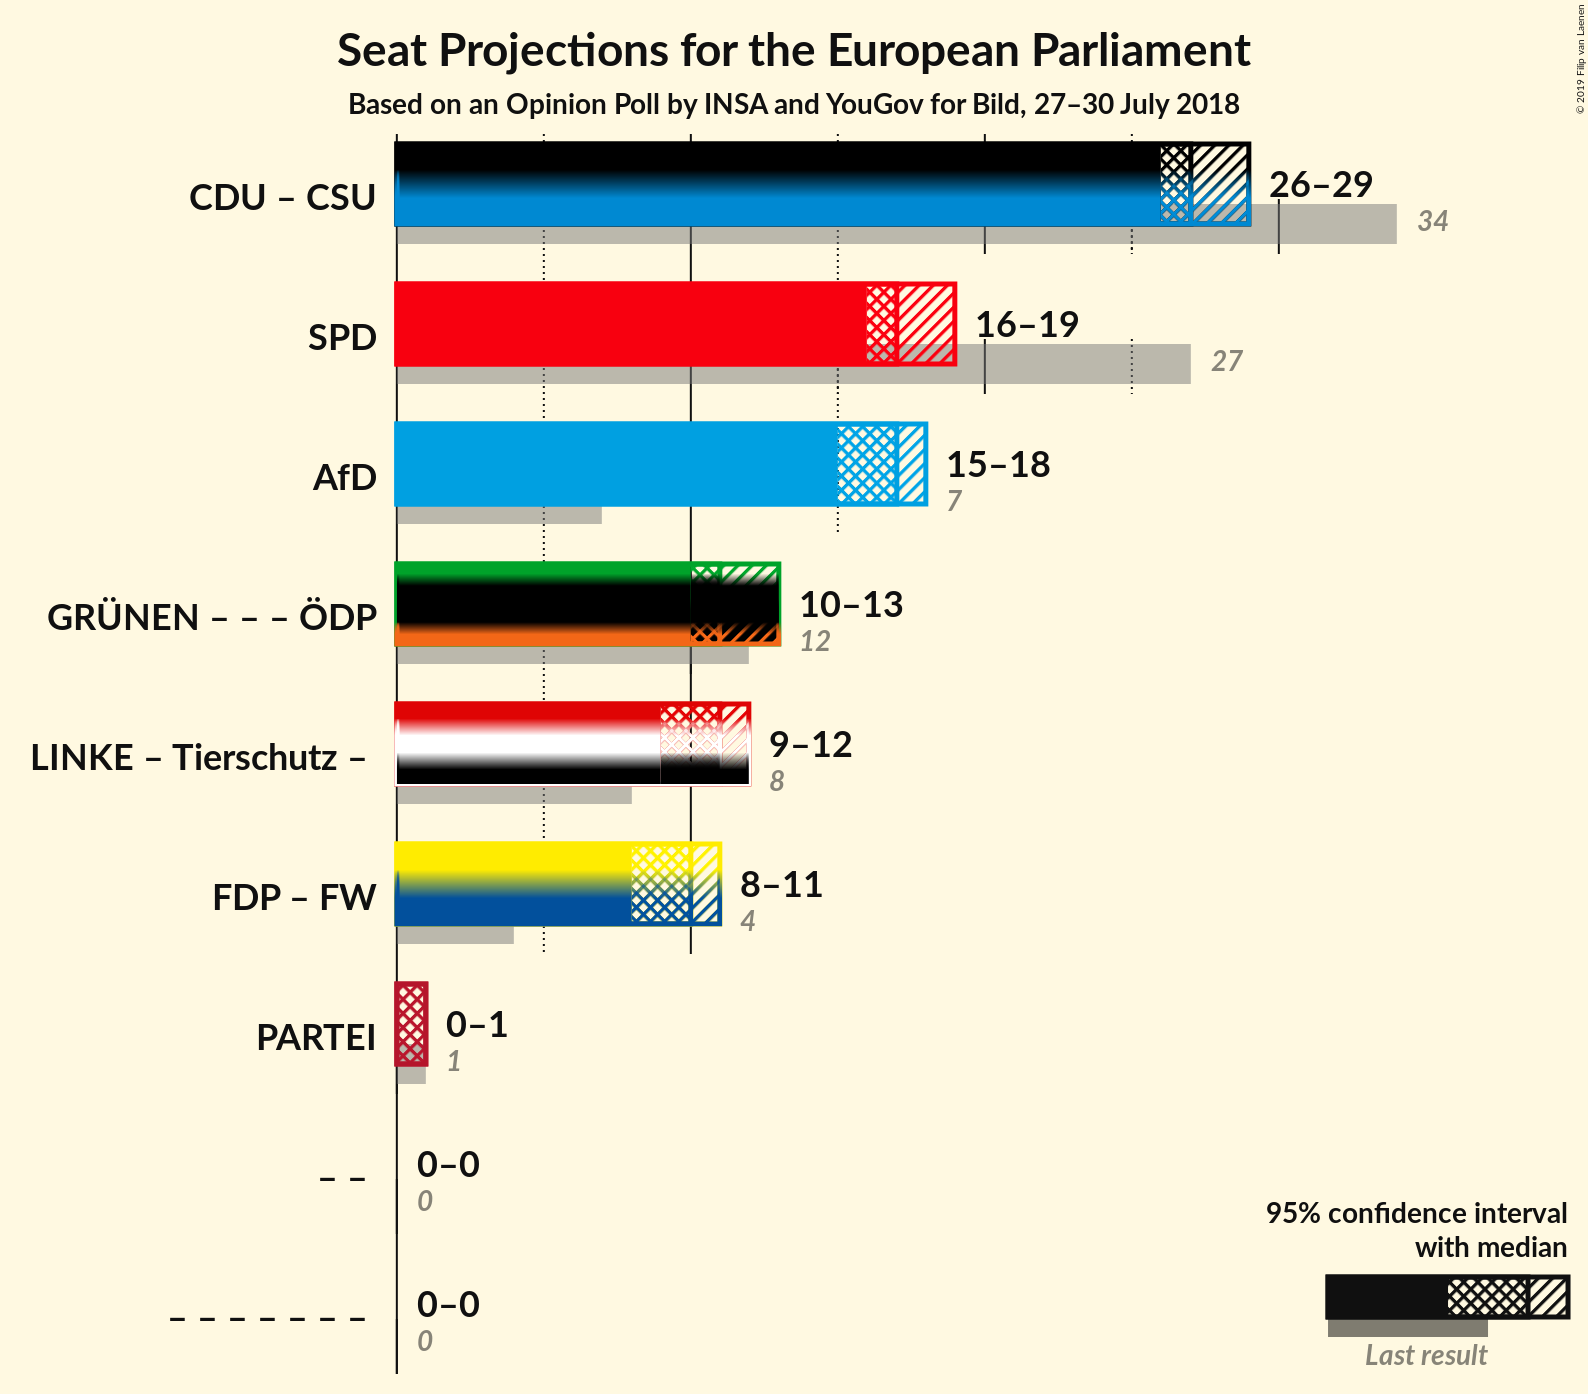 Seat Projections for the European Parliament
Based on an Opinion Poll by INSA and YouGov for Bild, 27–30 July 2018
© 2019 Filip van Laenen
CDU – CSU
26–29
34
SPD
16–19
27
AfD
15–18
7
GRÜNEN – – – ÖDP
10–13
12
LINKE – Tierschutz –
9–12
8
FDP – FW
8–11
4
PARTEI
0–1
1
– –
0–0
0
– – – – – – –
0–0
0
95% confidence interval
with median
Last result